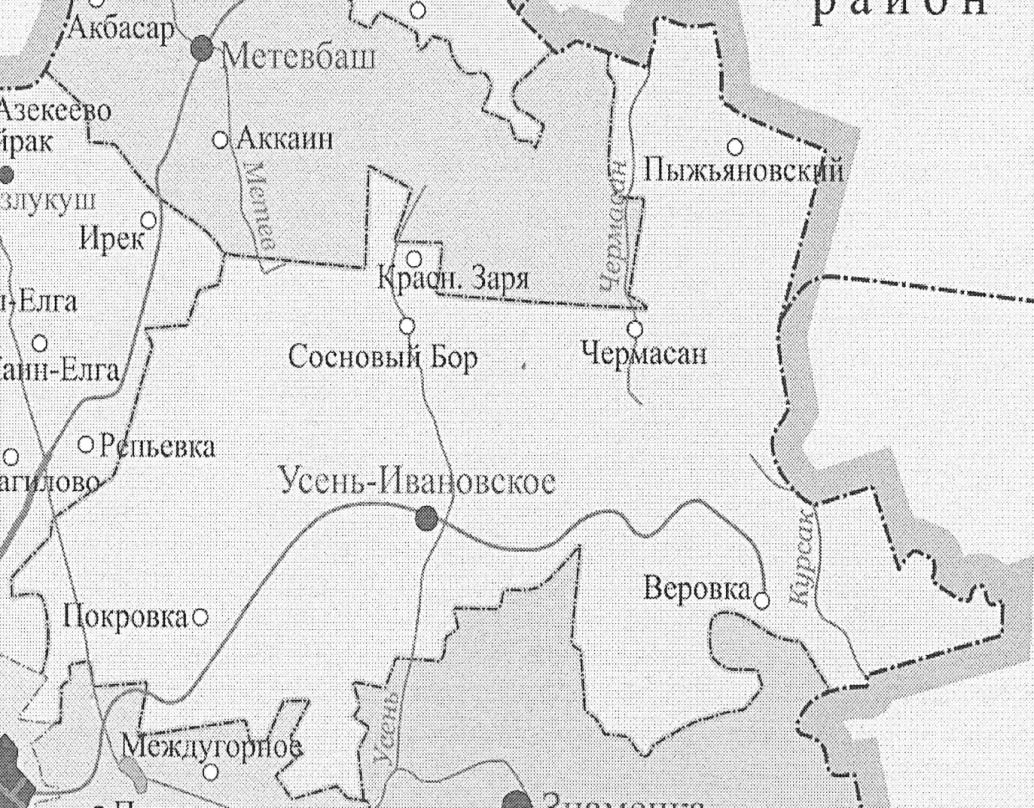 район
Акбасар
Метевбаш
Азекеево
Аккаин
Пыжьяновский
Метев
Чермасан
Ирек
Красн. Заря
Сосновый Бор
Чермасан
Репьевка
Усень-Ивановское
Курсак
Веровка
Покровка
Усень
Междугорное
Знаменка